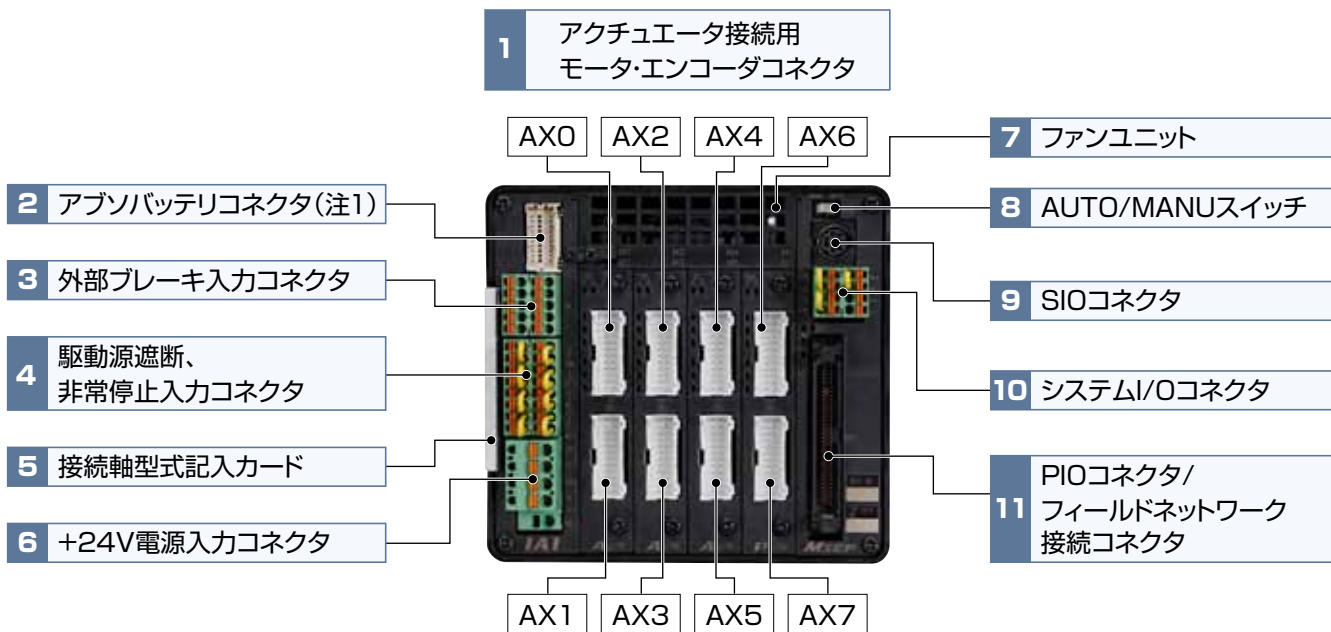 1 アクチュエータ接続用
モータ・エンコーダコネクタ
AX0 AX2 AX4 AX6
2 アブソバッテリコネクタ(注1)
3 外部ブレーキ入力コネクタ
4 駆動源遮断、
非常停止入力コネクタ
5 接続軸型式記入カード
6 +24V電源入力コネクタ
7 ファンユニット
8 AUTO/MANUスイッチ
9 SIOコネクタ
10 システムI/Oコネクタ
11 PIOコネクタ/
フィールドネットワーク
接続コネクタ
IAI
AX1 AX3 AX5 AX7